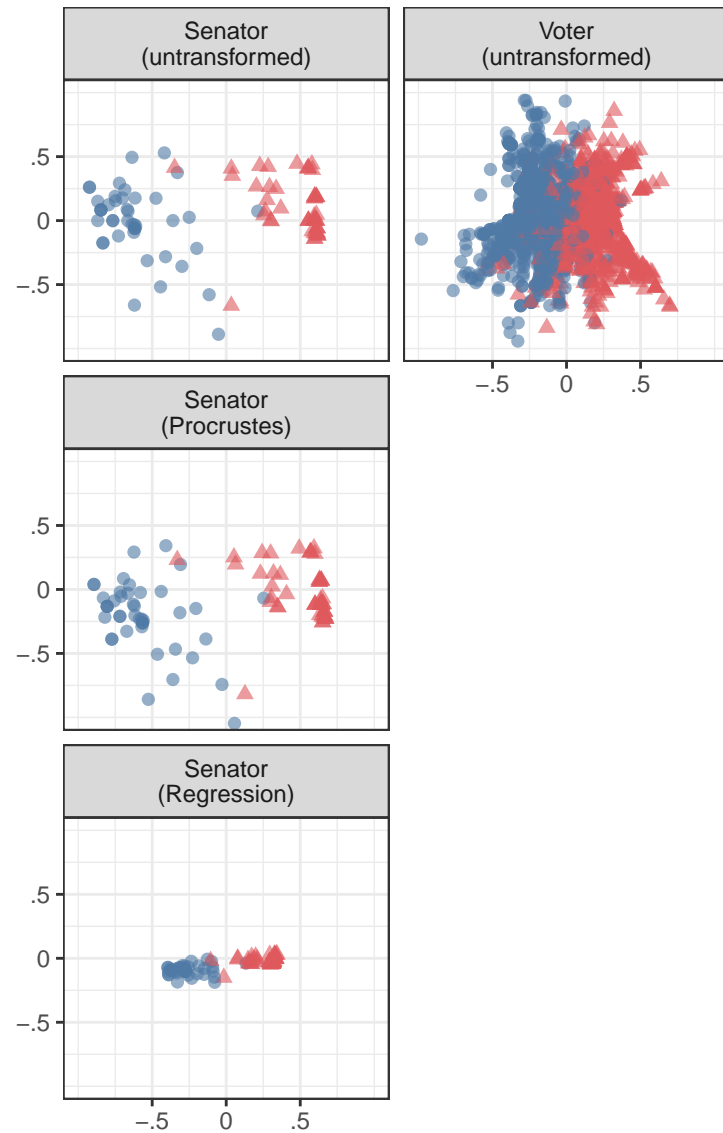 Senator
(untransformed)
Voter
(untransformed)
.5
0
−.5
−.5 0 .5
Senator
(Procrustes)
.5
0
−.5
Senator
(Regression)
.5
0
−.5
−.5 0 .5